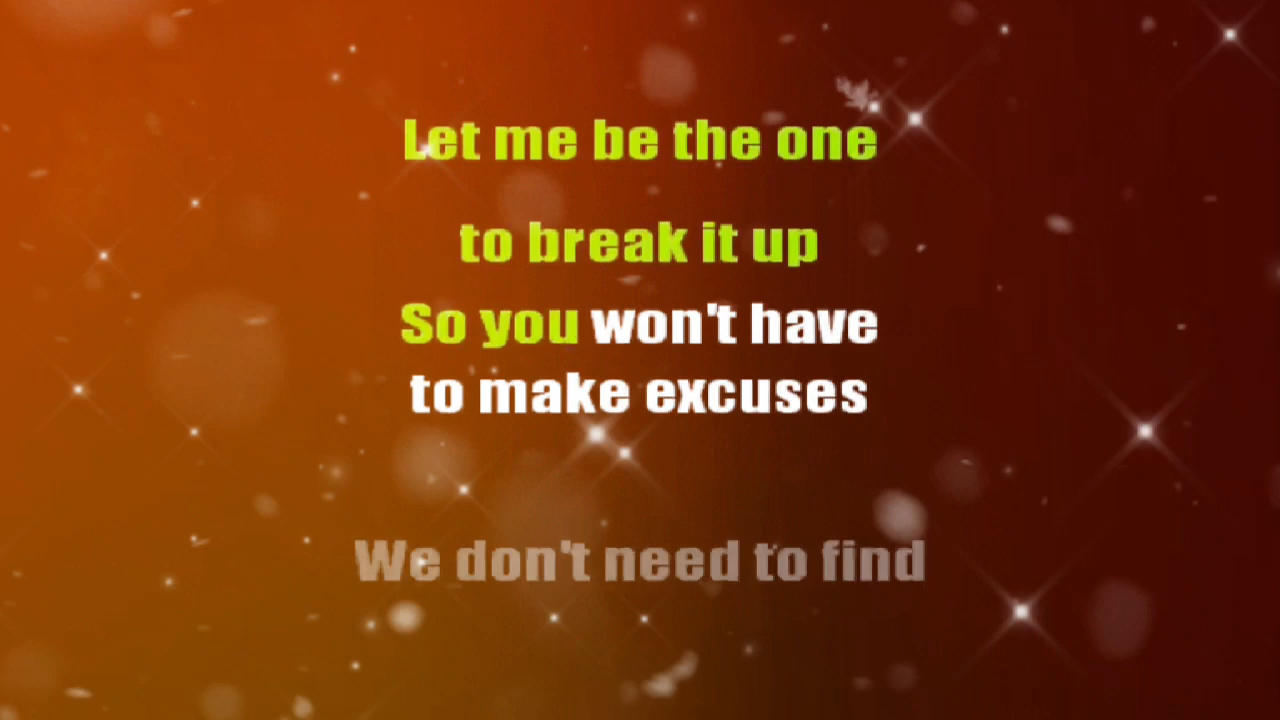 Let me be the one
to break it up
So you won't have
to make excuses
We don't need to find